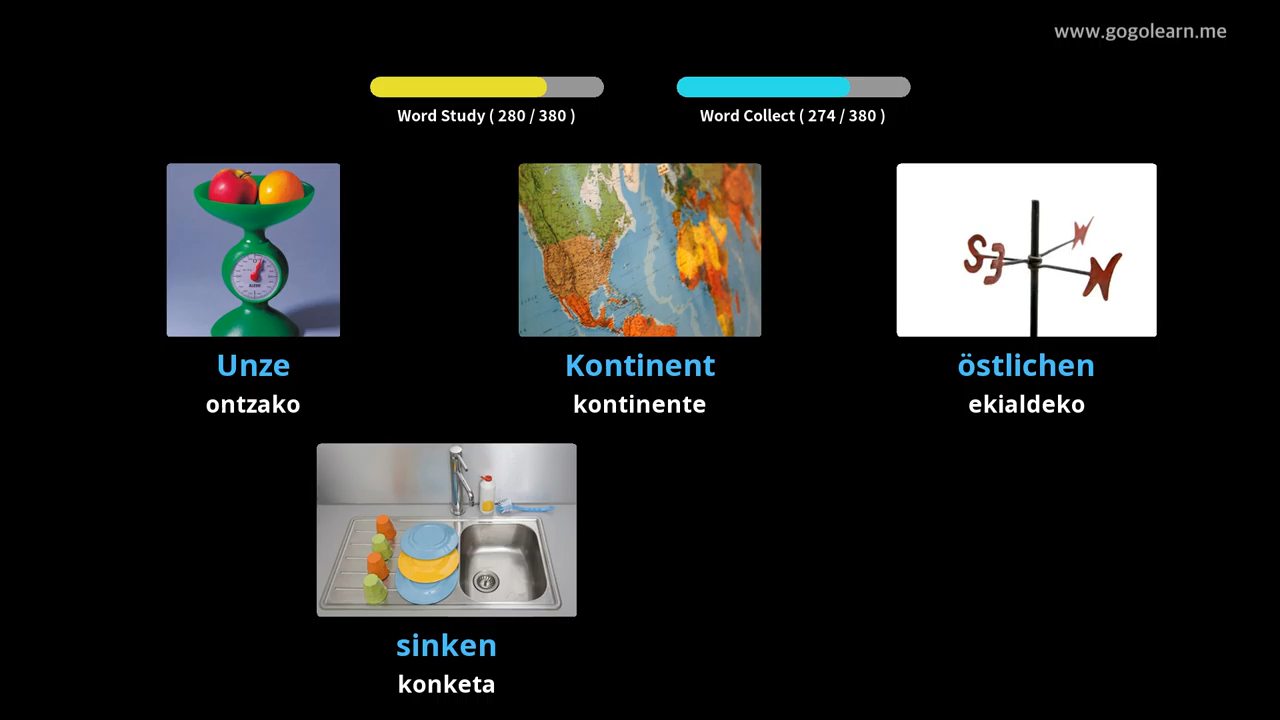 www.gogolearn.me
Word Study ( 280 / 380 )
Word Collect ( 274 / 380 )
Unze
Kontinent
östlichen
ontzako
kontinente
ekialdeko
sinken
konketa